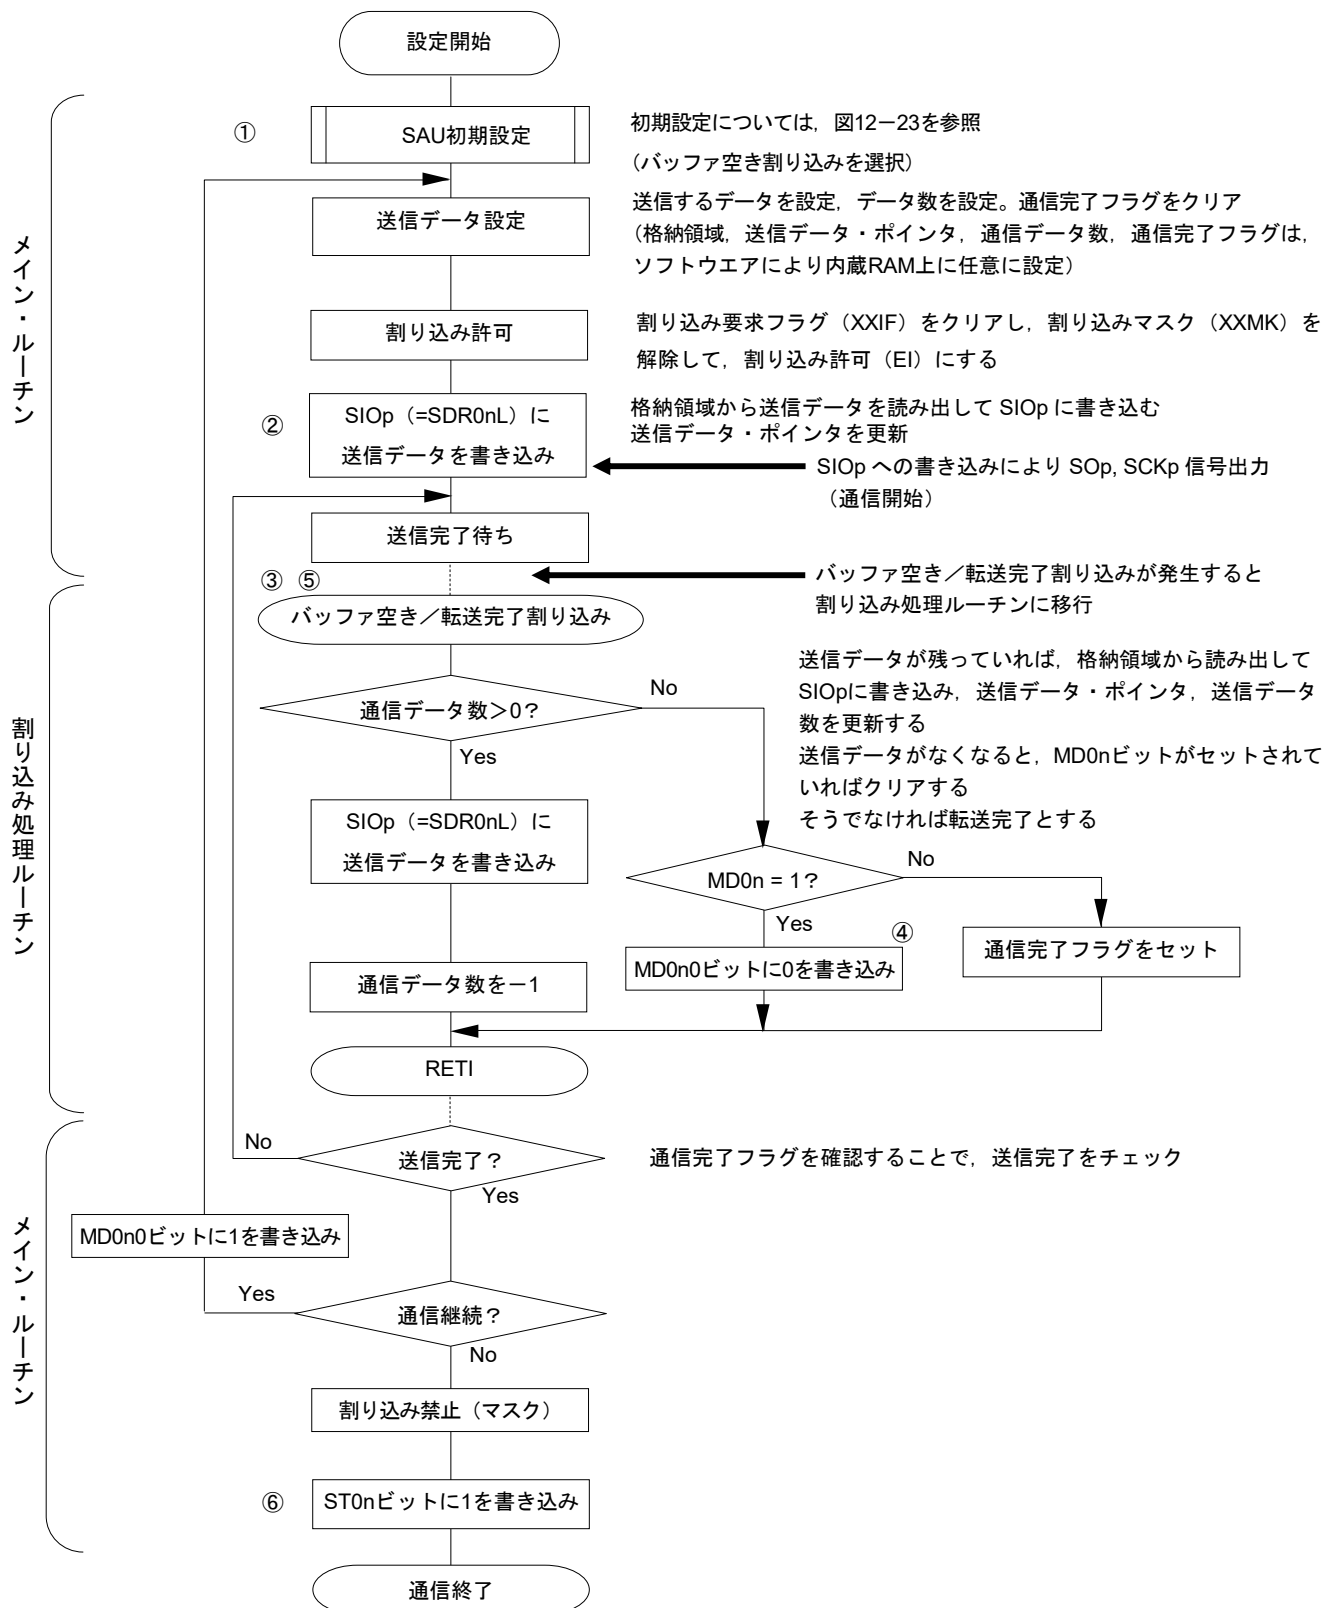 設定開始
①
SAU初期設定
初期設定については，図12－23を参照
（バッファ空き割り込みを選択）
送信データ設定
送信するデータを設定，データ数を設定。通信完了フラグをクリア
（格納領域，送信データ・ポインタ，通信データ数，通信完了フラグは，
ソフトウエアにより内蔵RAM上に任意に設定）
メイン・ルーチン
割り込み許可
割り込み要求フラグ（XXIF）をクリアし，割り込みマスク（XXMK）を
解除して，割り込み許可（EI）にする
②
SIOp（=SDR0nL）に
送信データを書き込み
格納領域から送信データを読み出して SIOp に書き込む
送信データ・ポインタを更新
SIOp への書き込みにより SOp, SCKp 信号出力
（通信開始）
送信完了待ち
③ ⑤
バッファ空き／転送完了割り込みが発生すると
割り込み処理ルーチンに移行
バッファ空き／転送完了割り込み
割り込み処理ルーチン
通信データ数＞0？
No
Yes
送信データが残っていれば，格納領域から読み出して
SIOpに書き込み，送信データ・ポインタ，送信データ
数を更新する
送信データがなくなると，MD0nビットがセットされて
いればクリアする
そうでなければ転送完了とする
SIOp（=SDR0nL）に
送信データを書き込み
MD0n = 1？
No
Yes
④
MD0n0ビットに0を書き込み
通信完了フラグをセット
通信データ数を－1
RETI
No
送信完了？
Yes
通信完了フラグを確認することで，送信完了をチェック
メイン・ルーチン
MD0n0ビットに1を書き込み
Yes
通信継続？
No
割り込み禁止（マスク）
⑥
ST0nビットに1を書き込み
通信終了